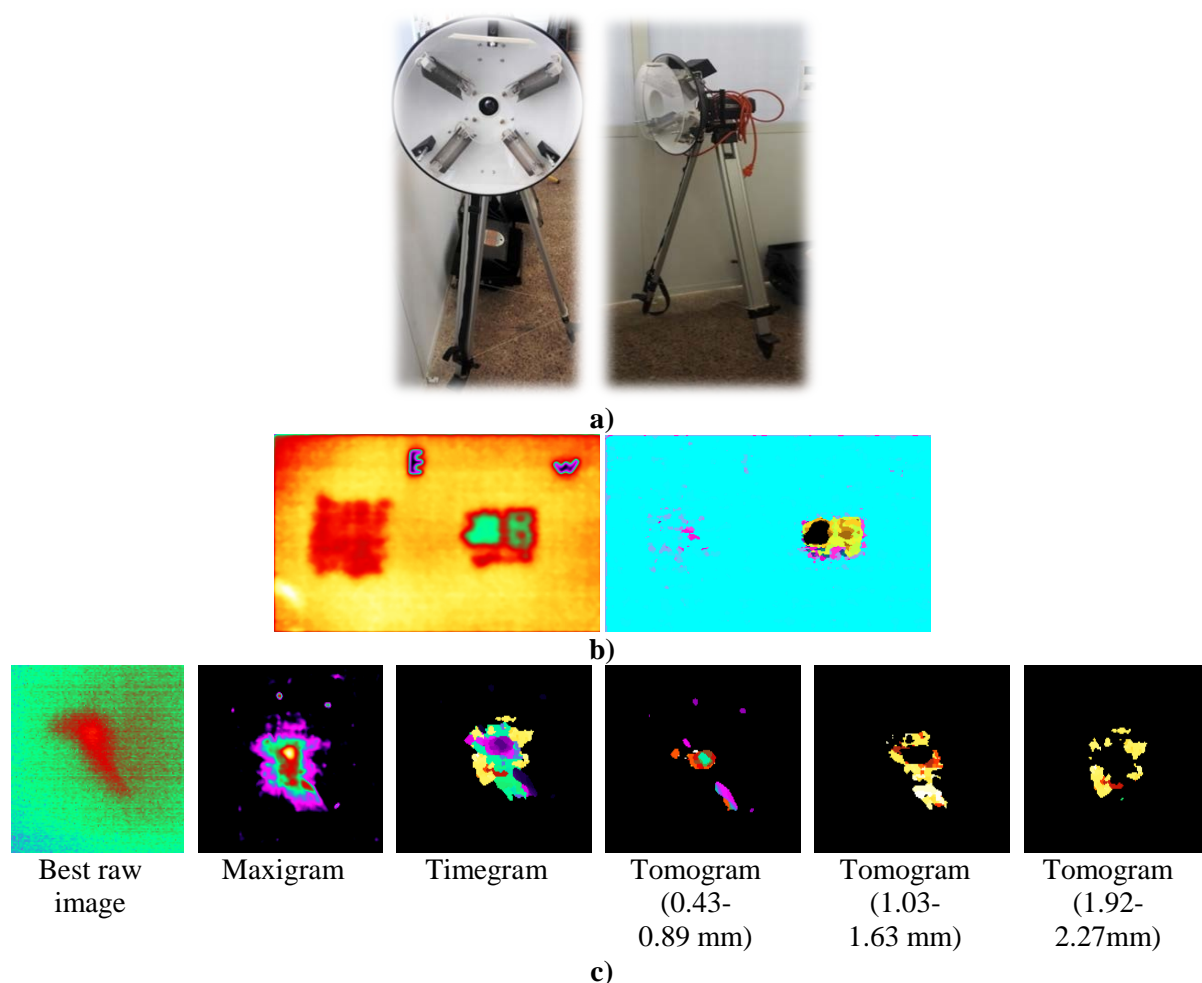 a)
E W
b)
Best raw image
Maxigram
Timegram
Tomogram (0.43-0.89 mm)
Tomogram (1.03-1.63 mm)
Tomogram (1.92-2.27mm)
c)